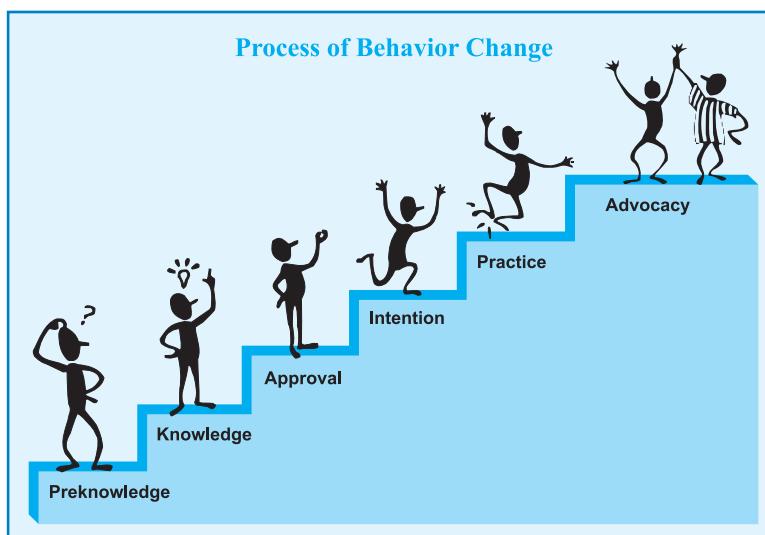 Process of Behavior Change
?
Advocacy
Practice
Intention
Approval
Knowledge
Preknowledge